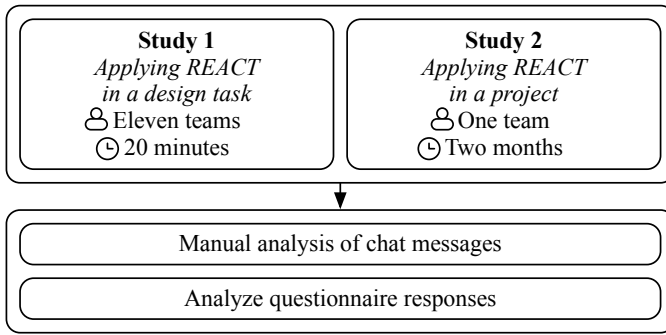 Study 1
Applying REACT
in a design task
Eleven teams
20 minutes
Study 2
Applying REACT
in a project
One team
Two months
Manual analysis of chat messages
Analyze questionnaire responses